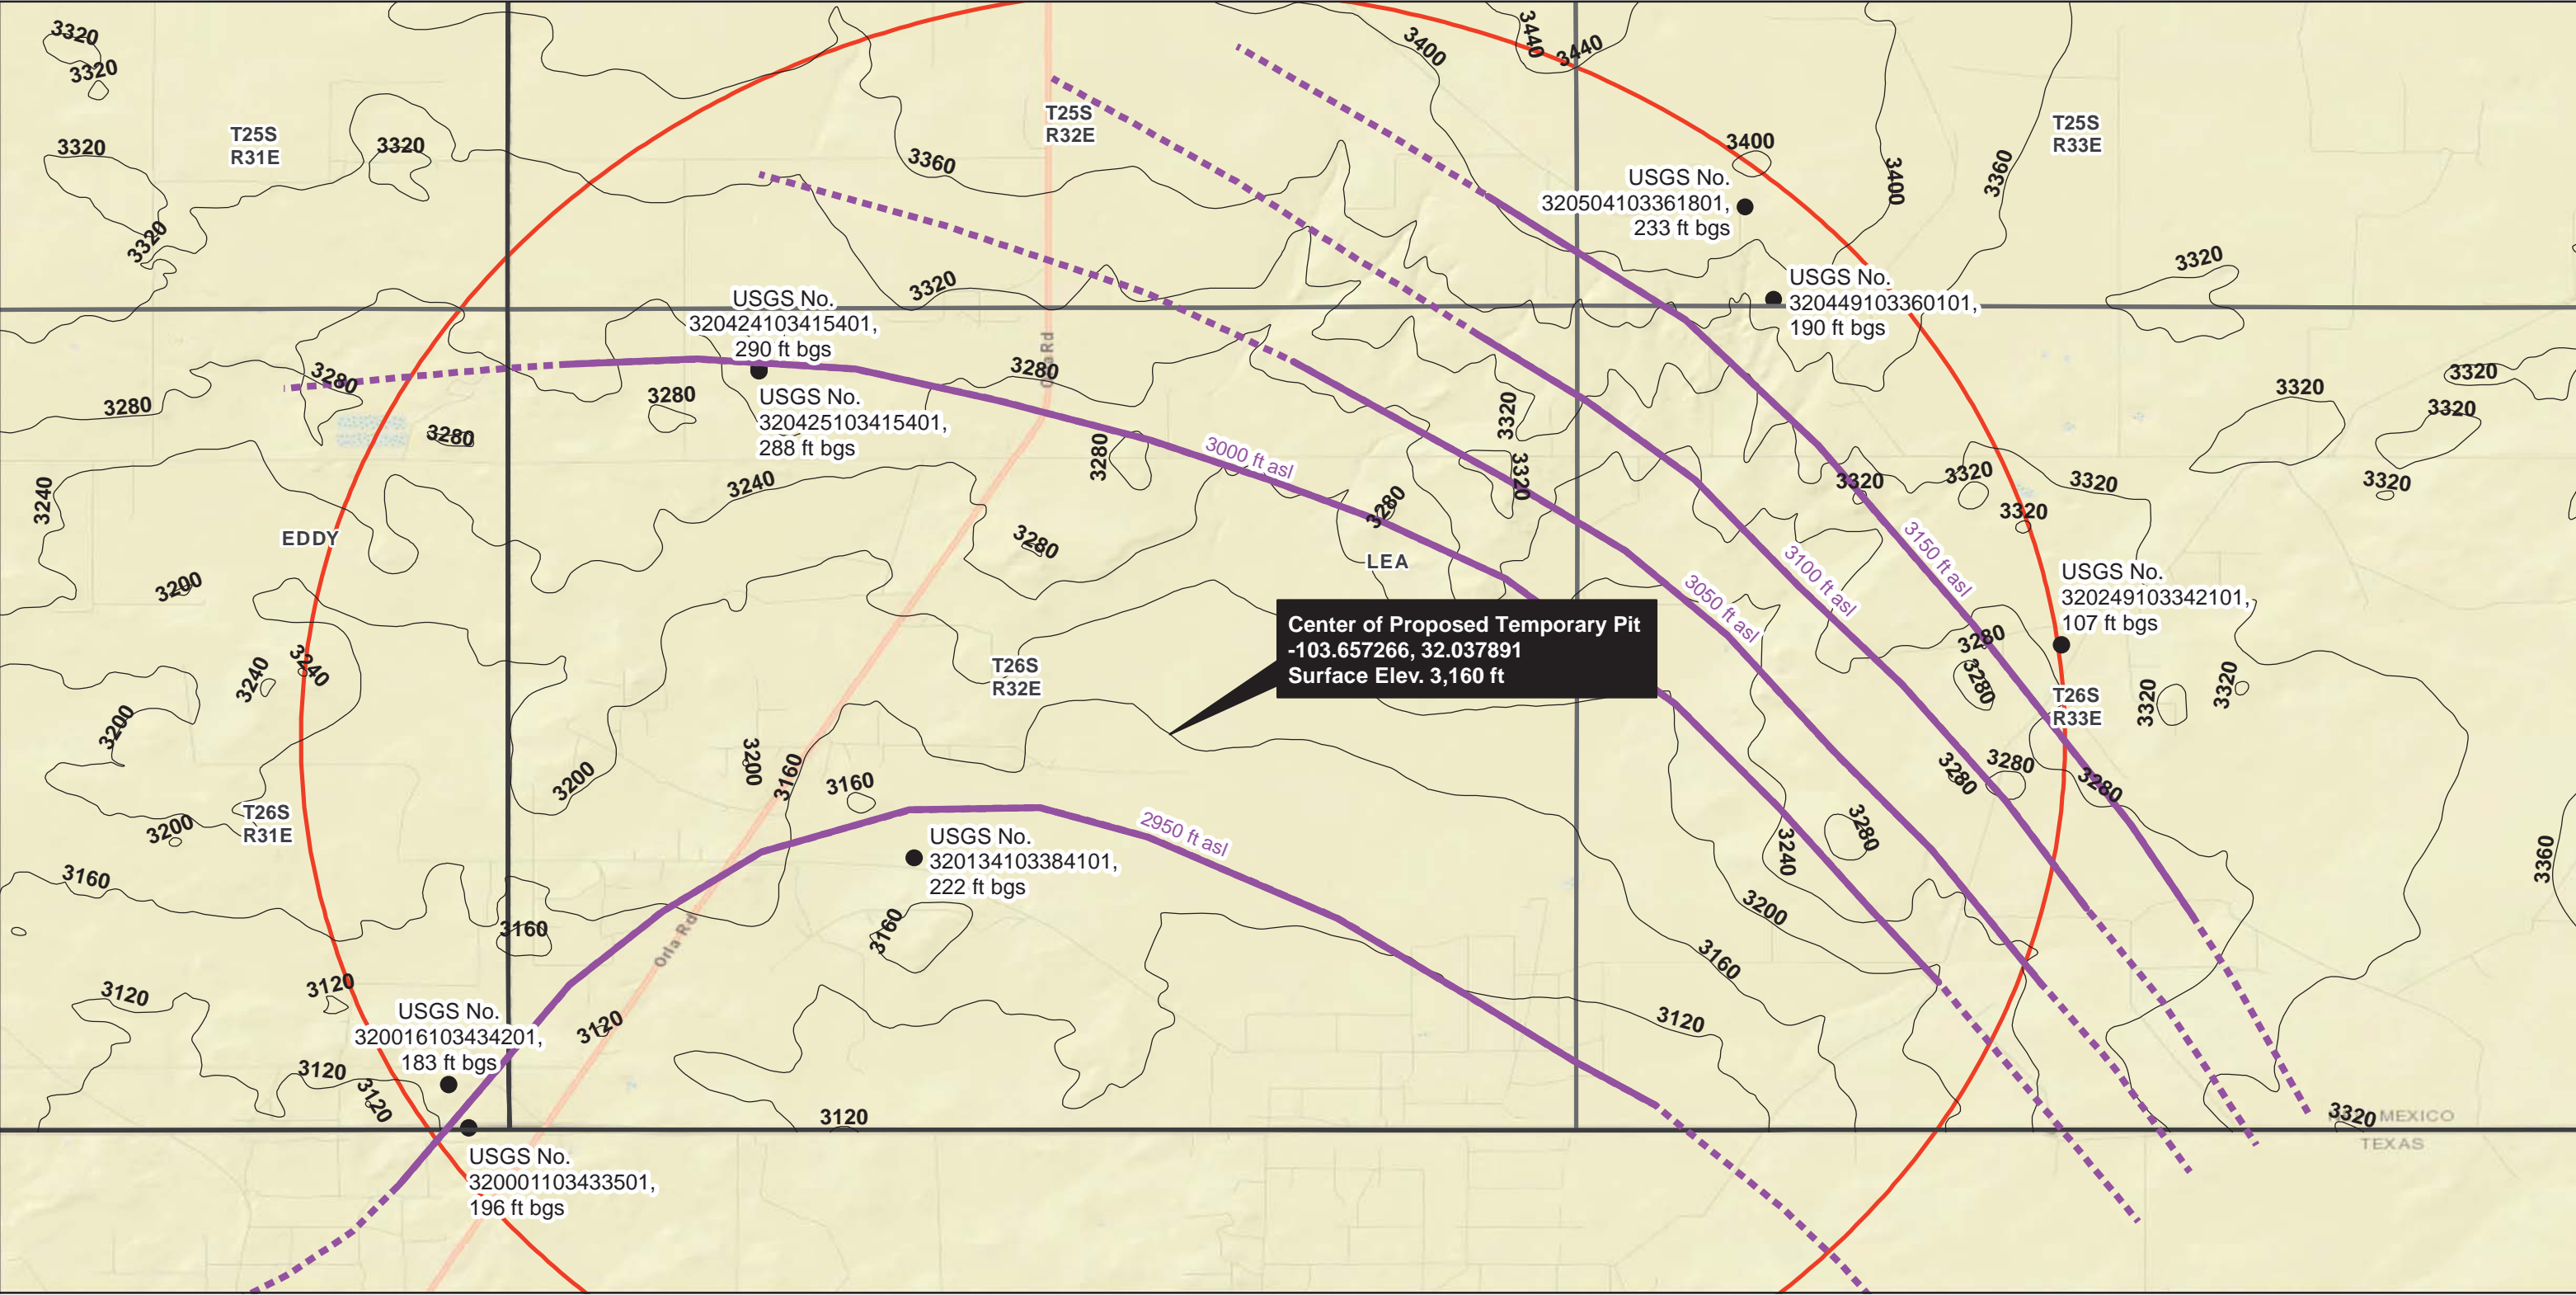 3320
3320
3440
3440
3400
T25S
R31E
T25S
R32E
T25S
R33E
3320
3320
3360
3400
3400
3360
USGS No.
320504103361801,
233 ft bgs
3320
3320
3320
USGS No.
320449103360101,
190 ft bgs
USGS No.
320424103415401,
290 ft bgs
3280
3280
3280
3280
USGS No.
320425103415401,
288 ft bgs
3280
3320
3320
3320
3320
3280
3240
3240
3280
3000 ft asl
3320
3320
3320
3320
3320
3320
EDDY
3280
3280
LEA
3200
3150 ft asl
3100 ft asl
3050 ft asl
USGS No.
320249103342101,
107 ft bgs
Center of Proposed Temporary Pit
-103.657266, 32.037891
Surface Elev. 3,160 ft
3240
3240
T26S
R32E
3280
3280
3320
3320
T26S
R33E
3200
3200
3200
3160
3160
3280
3280
3280
T26S
R31E
3200
2950 ft asl
3280
3240
3360
USGS No.
320134103384101,
222 ft bgs
3160
3160
3160
Orla Rd
3200
3160
3120
3120
3120
3120
USGS No.
320016103434201,
183 ft bgs
3120
3120
3120
3320
MEXICO
TEXAS
USGS No.
320001103433501,
196 ft bgs